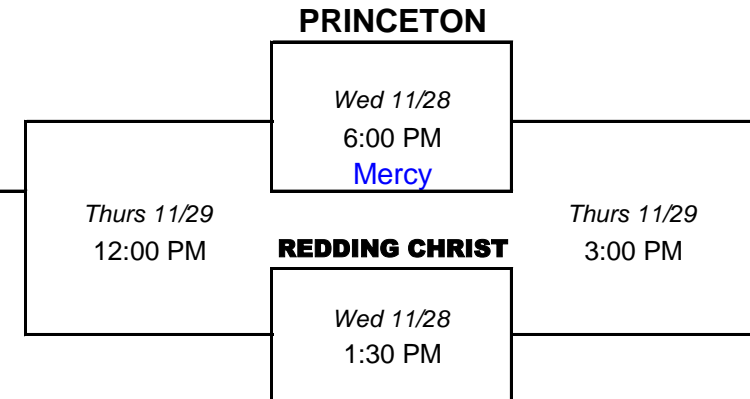 PRINCETON
Wed 11/28
6:00 PM
Mercy
Thurs 11/29
12:00 PM
Thurs 11/29
3:00 PM
REDDING CHRIST
Wed 11/28
1:30 PM